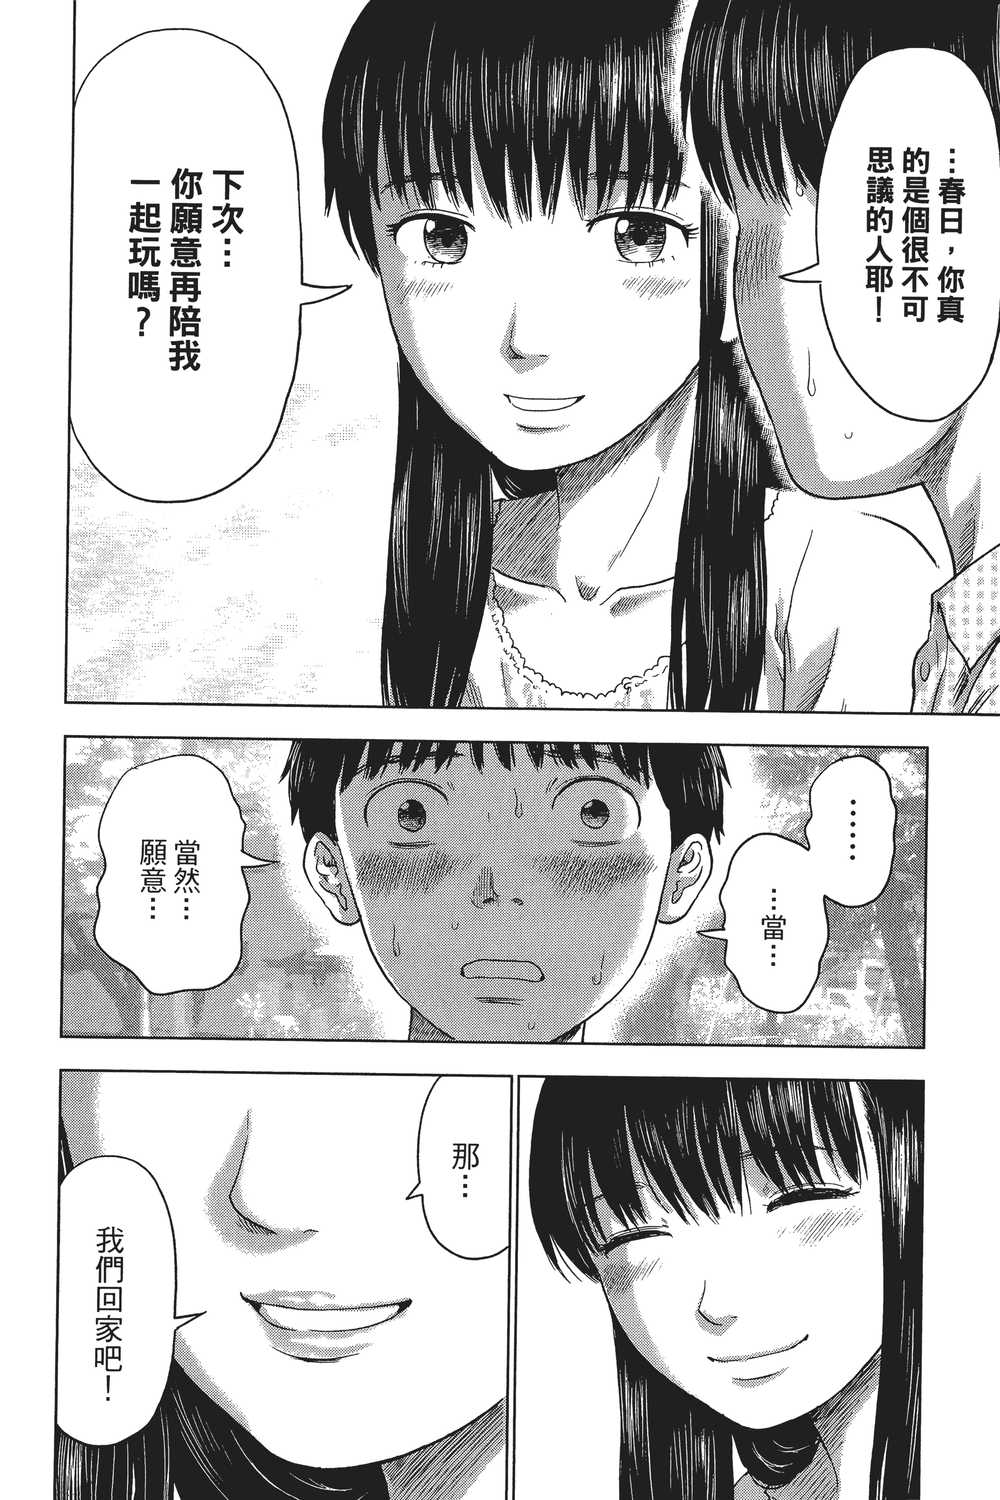 …春日，你真
的是個很不可
思議的人耶！
下次…
你願意再陪我
一起玩嗎？
……
…當…
當然…
願意…
那…
我們回家吧！